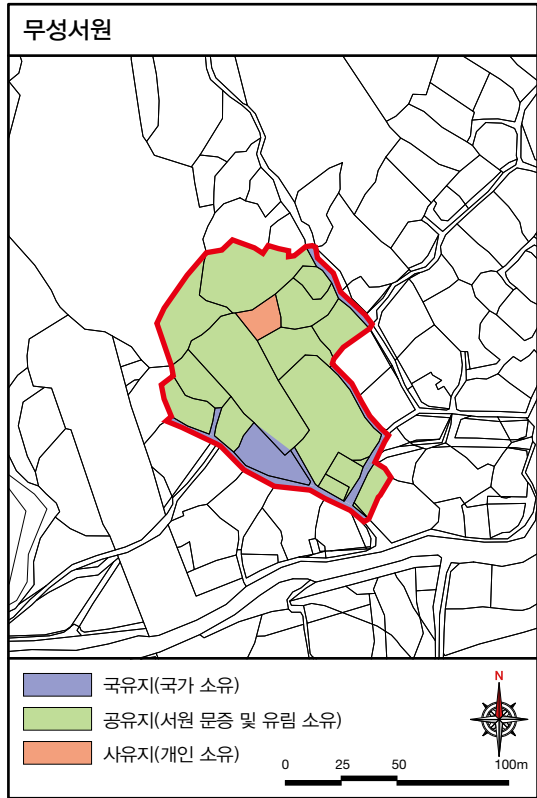 무성서원
국유지(국가 소유)
공유지(서원 문중 및 유림 소유)
사유지(개인 소유)
N
0 25 50 100m